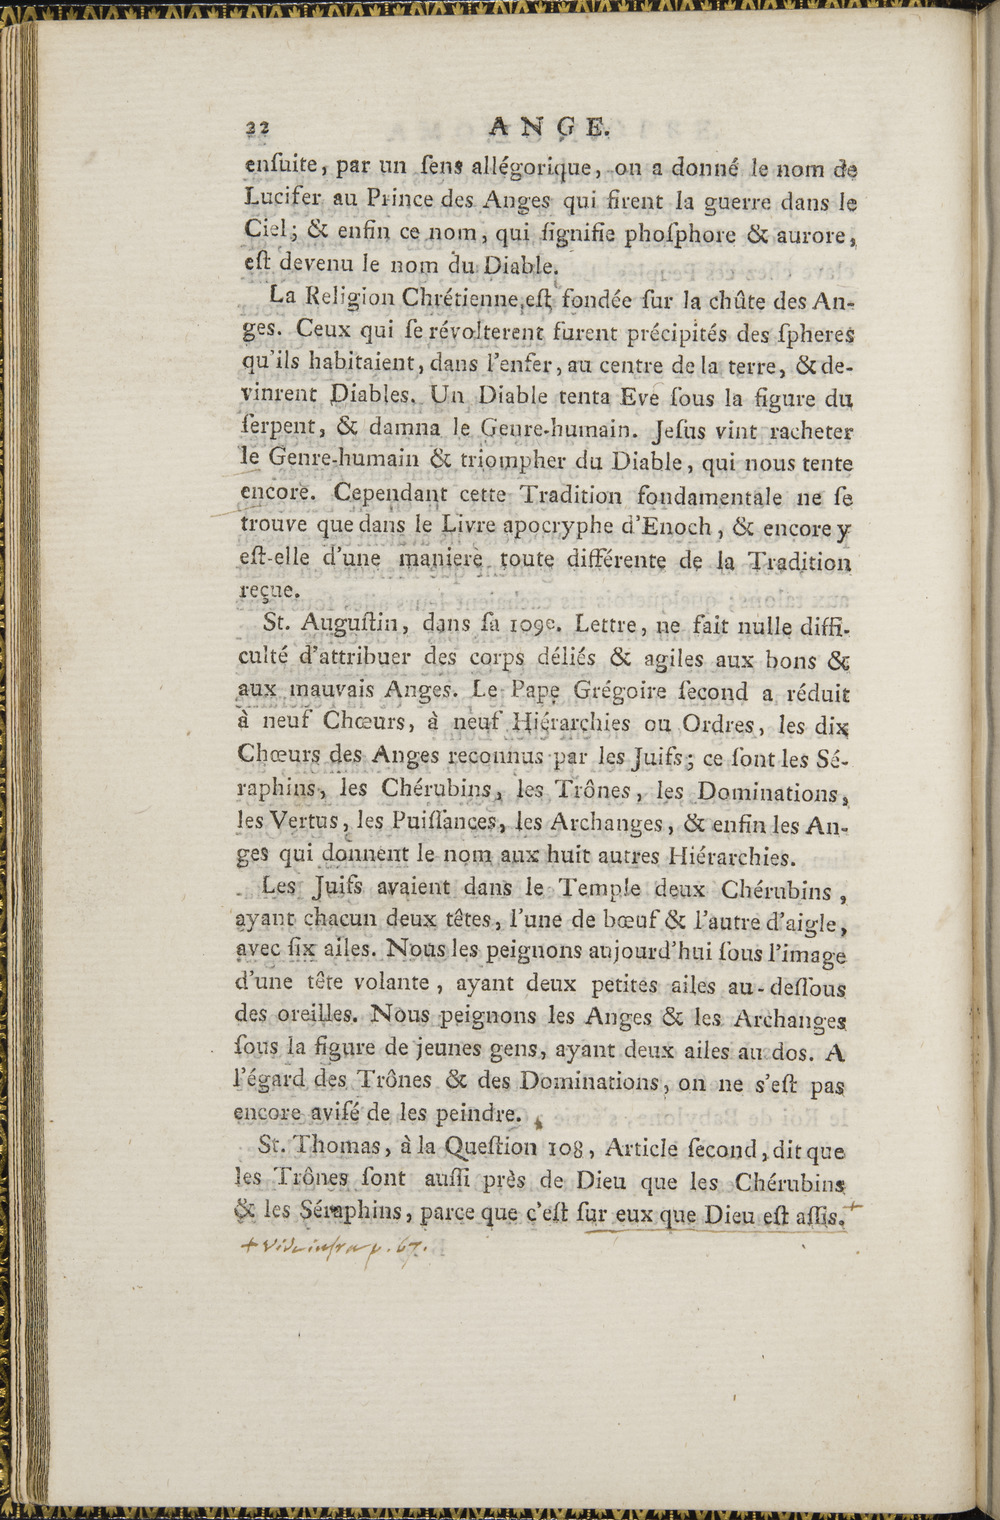 22 ANGE.
enſuite, par un ſens allégorique, on a donné le nom de
Lucifer au Prince des Anges qui firent la guerre dans le
Ciel; & enfin ce nom, qui ſignifie phoſphore & aurore,
eſt devenu le nom du Diable.
La Religion Chrétienne eſt fondée ſur la chûte des An-
ges. Ceux qui ſe révolterent furent précipités des ſpheres
qu'ils habitaient, dans l'enfer, au centre de la terre, & de-
vinrent Diables. Un Diable tenta Eve ſous la figure du
ſerpent, & damna le Genre-humain. Jeſus vint racheter
le Genre-humain & triompher du Diable, qui nous tente
encore. Cependant cette Tradition fondamentale ne ſe
trouve que dans le Livre apocryphe d'Enoch, & encore y
eſt-elle d'une maniere toute différente de la Tradition
reçue.
St. Auguſtin, dans ſa 109e. Lettre, ne fait nulle diffi-
culté d'attribuer des corps déliés & agiles aux bons &
aux mauvais Anges. Le Pape Grégoire ſecond a réduit
à neuf Chœurs, à neuf Hiérarchies ou Ordres, les dix
Chœurs des Anges reconnus par les Juifs; ce ſont les Sé-
raphins, les Chérubins, les Trônes, les Dominations,
les Vertus, les Puiſſances, les Archanges, & enfin les An-
ges qui donnent le nom aux huit autres Hiérarchies.
Les Juifs avaient dans le Temple deux Chérubins,
ayant chacun deux têtes, l'une de bœuf & l'autre d'aigle,
avec ſix ailes. Nous les peignons aujourd'hui ſous l'image
d'une tête volante, ayant deux petites ailes au-deſſous
des oreilles. Nous peignons les Anges & les Archanges
ſous la figure de jeunes gens, ayant deux ailes au dos. A
l'égard des Trônes & des Dominations, on ne s'eſt pas
encore aviſé de les peindre.
St. Thomas, à la Queſtion 108, Article ſecond, dit que
les Trônes ſont auſſi près de Dieu que les Chérubins
& les Séraphins, parce que c'eſt ſur eux que Dieu eſt aſſis. +
+ Vide infra p. 67.